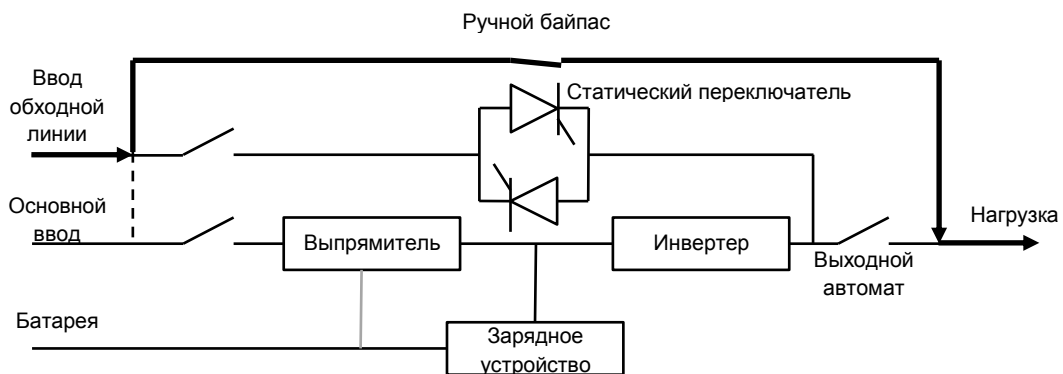 Ручной байпас
Ввод
обходной
линии
Статический переключатель
Основной
ввод
Выпрямитель
Инвертер
Нагрузка
Выходной
автомат
Батарея
Зарядное
устройство